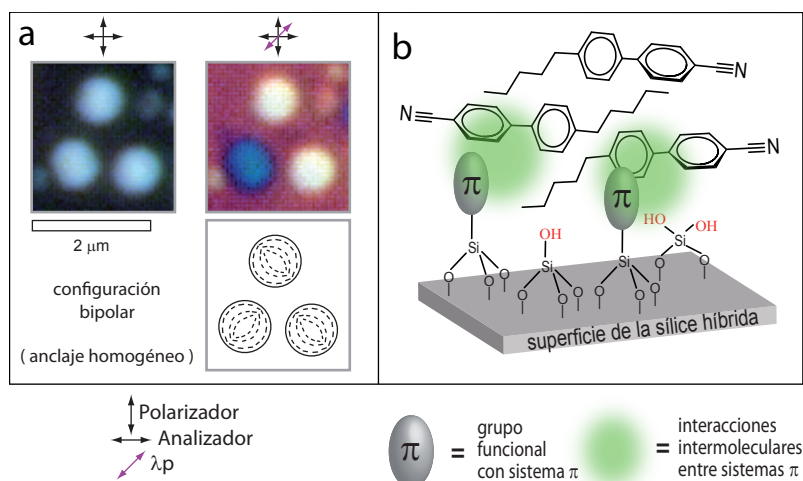 a
2 µm
configuración
bipolar
( anclaje homogéneo )
b
N
N
N
π
π
OH
HO
OH
Si
Si
Si
Si
O
O
O
O
O
O
O
O
O
O
O
superficie de la sílice híbrida
Polarizador
Analizador
λp
π
=
grupo
funcional
con sistema π
=
interacciones
intermoleculares
entre sistemas π